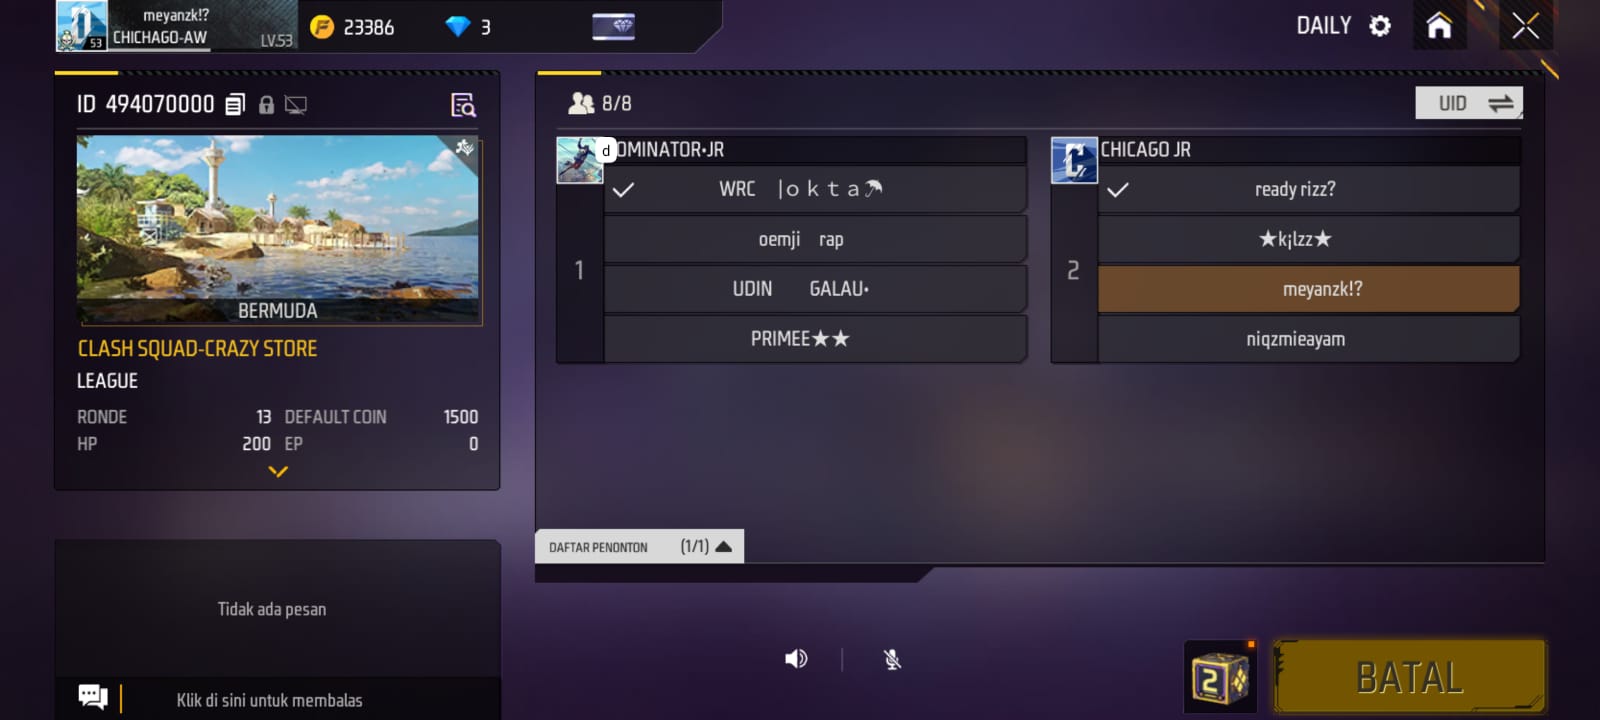 meyanzk!?
53
CHICHAGO-AW
LV.53
23386
3
DAILY
ID 494070000
8/8
UID
BERMUDA
CLASH SQUAD-CRAZY STORE
LEAGUE
RONDE 13 DEFAULT COIN 1500
HP 200 EP 0
dOMINATOR•JR
1
WRC |o k t a☂
oemji rap
UDIN GALAU•
PRIMEE★★
CHICAGO JR
2
ready rizz?
★k¡lzz★
meyanzk!?
niqzmieayam
DAFTAR PENONTON (1/1)
Tidak ada pesan
Klik di sini untuk membalas
2
BATAL